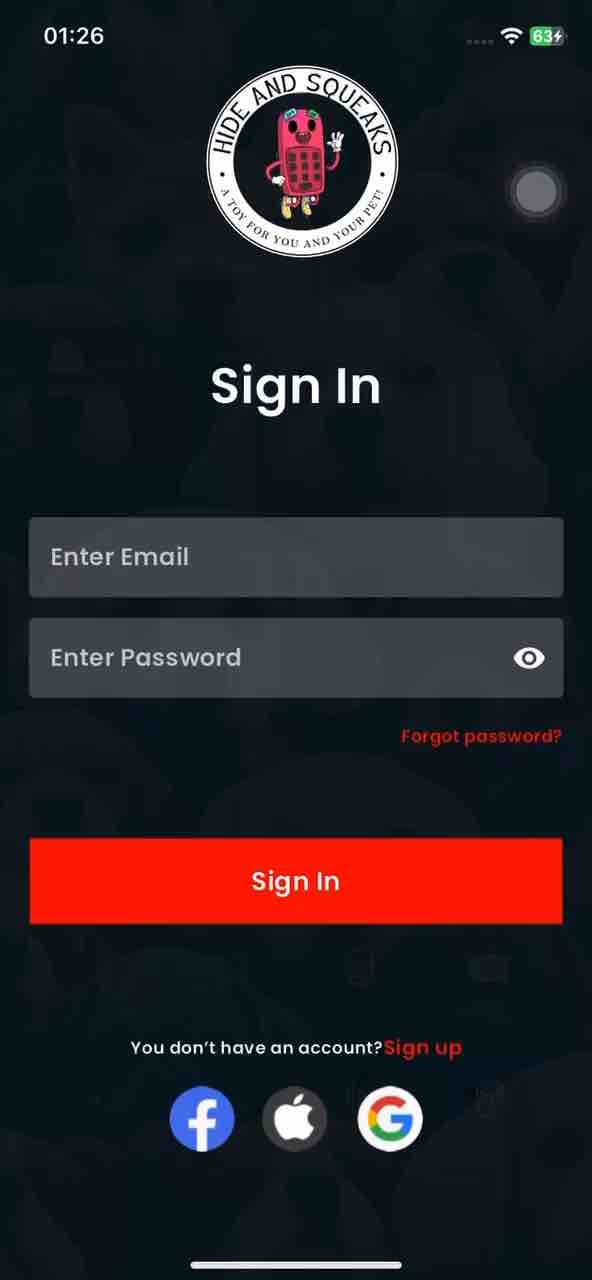 01:26
63
HIDE AND SQUEAKS
A TOY FOR YOU AND YOUR PET!
Sign In
Enter Email
Enter Password
Forgot password?
Sign In
You don’t have an account?Sign up